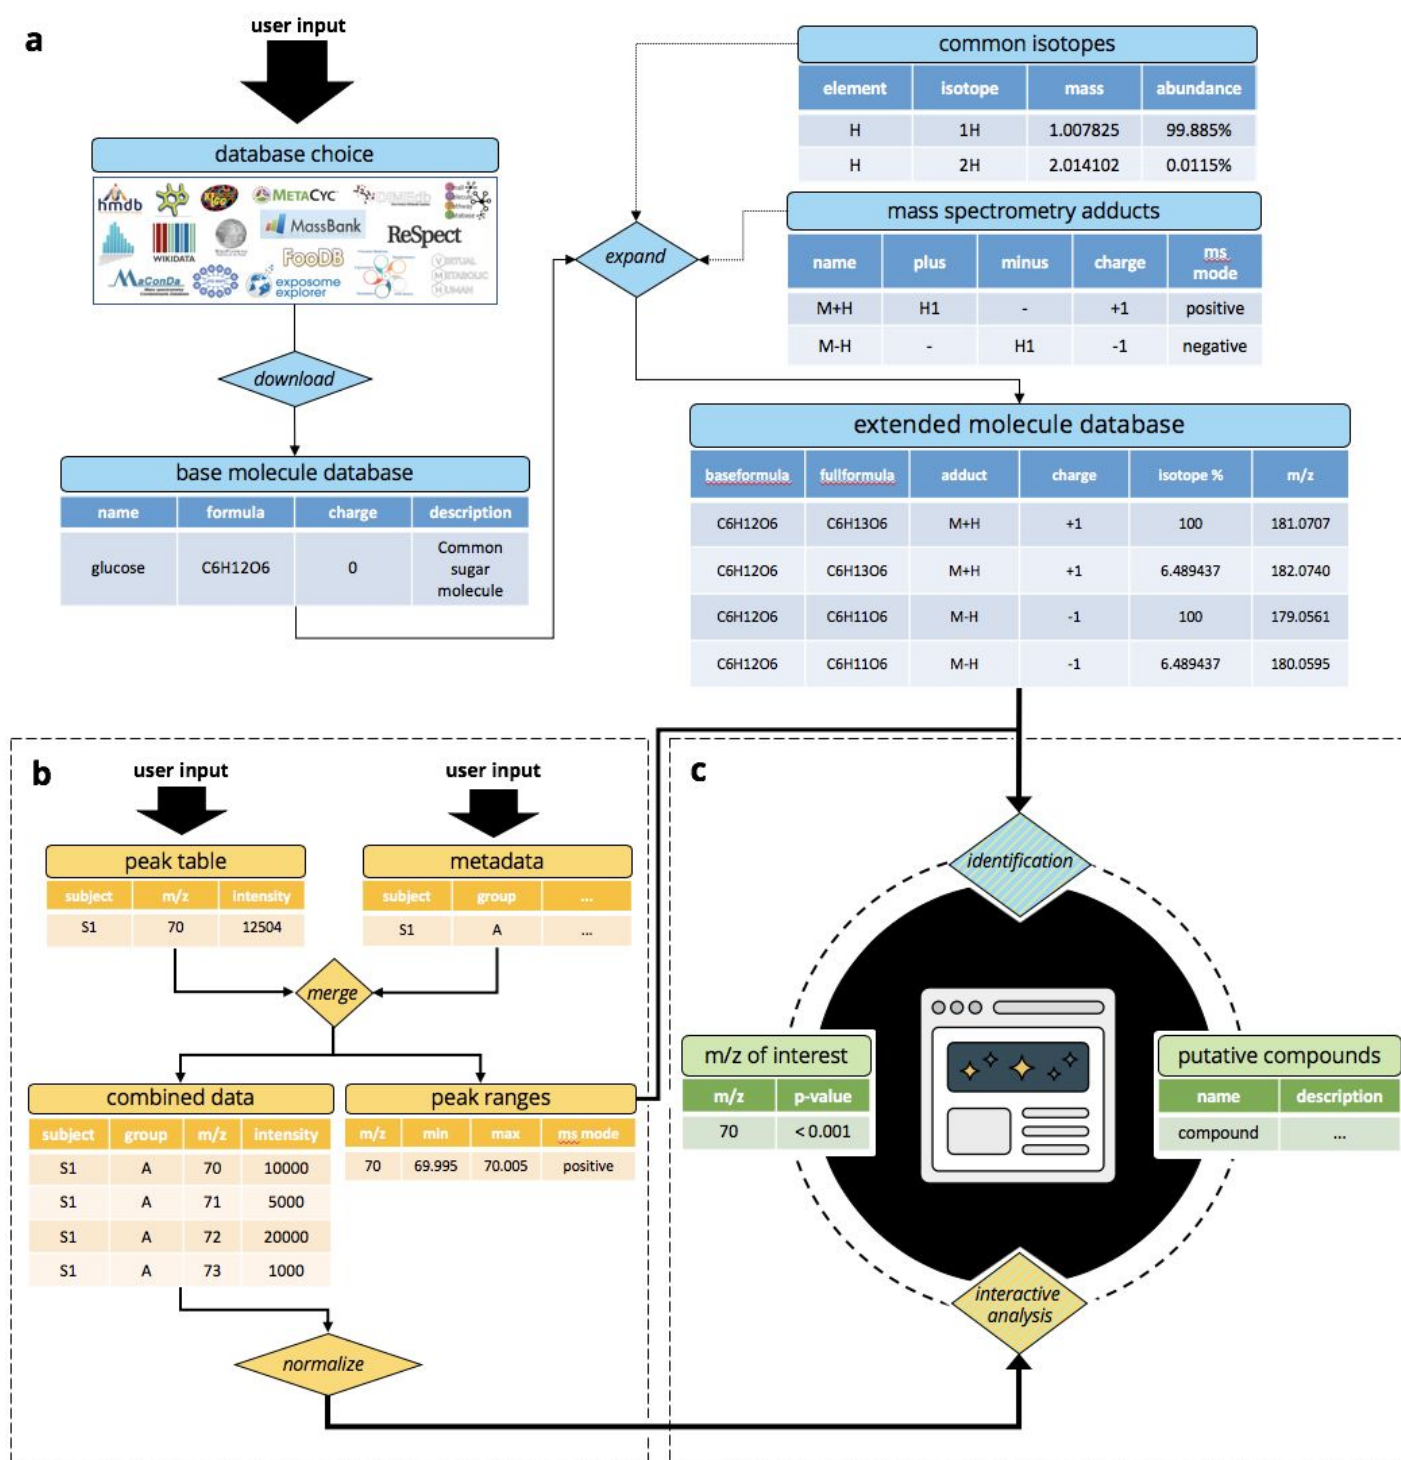 a
user input
database choice
hmdb
METACYC
MassBank
ReSpect
WIKIDATA
FooDB
MaConDa
exposome
explorer
VIRTUAL
METABOLIC
HUMAN
download
base molecule database
name formula charge description
glucose C6H12O6 0 Common sugar molecule
expand
common isotopes
element isotope mass abundance
H 1H 1.007825 99.885%
H 2H 2.014102 0.0115%
mass spectrometry adducts
name plus minus charge ms mode
M+H H1 - +1 positive
M-H - H1 -1 negative
extended molecule database
baseformula fullformula adduct charge isotope % m/z
C6H12O6 C6H13O6 M+H +1 100 181.0707
C6H12O6 C6H13O6 M+H +1 6.489437 182.0740
C6H12O6 C6H11O6 M-H -1 100 179.0561
C6H12O6 C6H11O6 M-H -1 6.489437 180.0595
b
user input
user input
peak table
subject m/z intensity
S1 70 12504
metadata
subject group ...
S1 A ...
merge
combined data
subject group m/z intensity
S1 A 70 10000
S1 A 71 5000
S1 A 72 20000
S1 A 73 1000
peak ranges
m/z min max ms mode
70 69.995 70.005 positive
normalize
c
identification
m/z of interest
m/z p-value
70 < 0.001
putative compounds
name description
compound ...
interactive
analysis